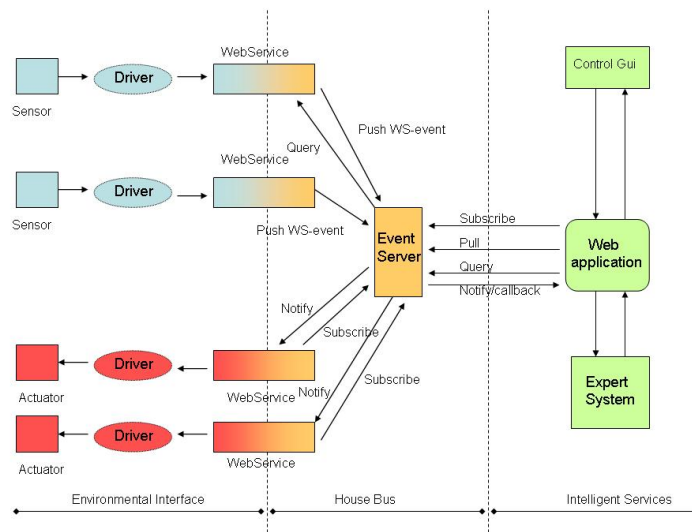 WebService
Driver
Control Gui
Sensor
Push WS-event
Query
WebService
Driver
Sensor
Push WS-event
Event
Server
Subscribe
Pull
Query
Notify/callback
Web
application
Notify
Subscribe
Driver
Actuator
WebService
Notify
Subscribe
Expert
System
Driver
Actuator
WebService
Environmental Interface
House Bus
Intelligent Services